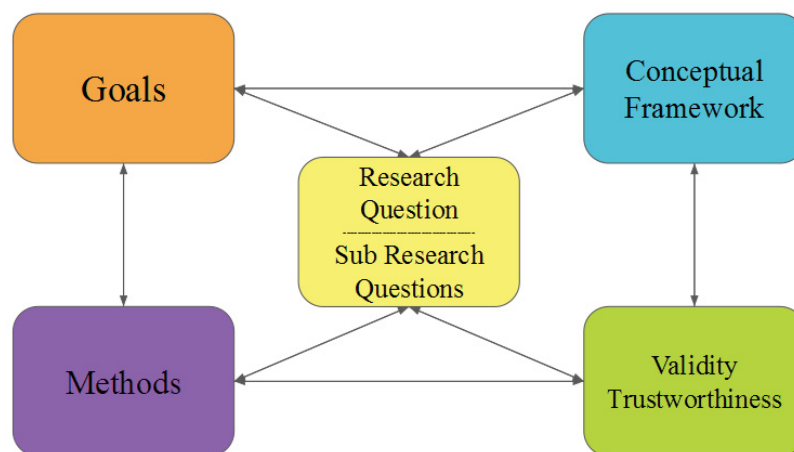 Goals
Conceptual
Framework
Research
Question
Sub Research
Questions
Methods
Validity
Trustworthiness